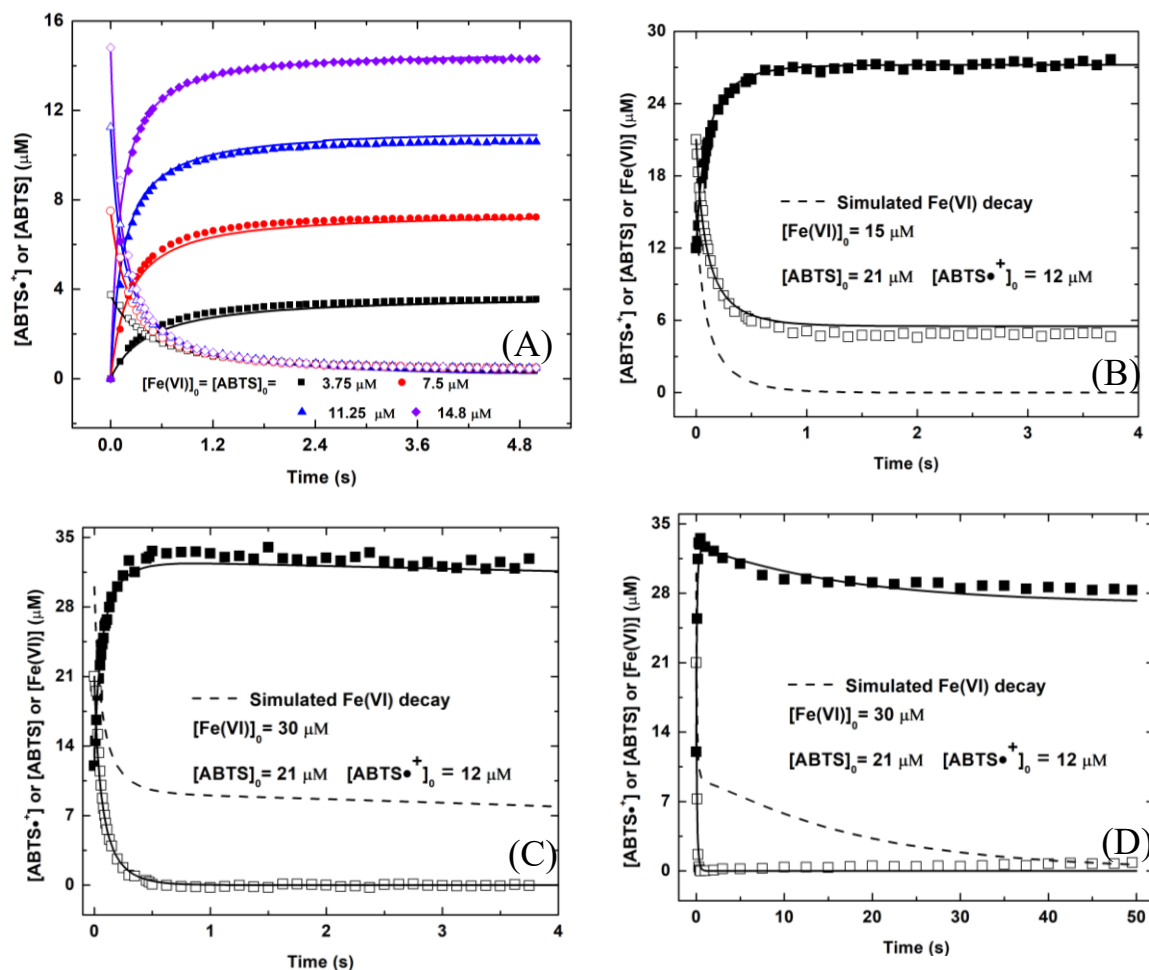 16
12
8
4
0
[ABTS•+] or [ABTS] (μM)
(A)
[Fe(VI)]0= [ABTS]0= 3.75 μM 7.5 μM
11.25 μM 14.8 μM
0.0 1.2 2.4 3.6 4.8
Time (s)
30
24
18
12
6
0
[ABTS•+] or [ABTS] or [Fe(VI)] (μM)
Simulated Fe(VI) decay
[Fe(VI)]0 = 15 μM
[ABTS]0= 21 μM [ABTS•+]0 = 12 μM
(B)
0 1 2 3 4
Time (s)
35
28
21
14
7
0
[ABTS•+] or [ABTS] or [Fe(VI)] (μM)
Simulated Fe(VI) decay
[Fe(VI)]0 = 30 μM
[ABTS]0= 21 μM [ABTS•+]0 = 12 μM
(C)
0 1 2 3 4
Time (s)
35
28
21
14
7
0
[ABTS•+] or [ABTS] or [Fe(VI)] (μM)
Simulated Fe(VI) decay
[Fe(VI)]0 = 30 μM
[ABTS]0= 21 μM [ABTS•+]0 = 12 μM
(D)
0 10 20 30 40 50
Time (s)